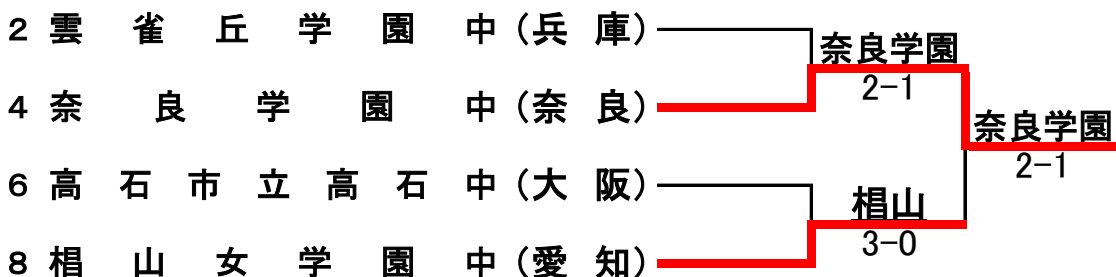 2 雲雀丘学園中(兵庫)
奈良学園
2-1
4 奈良学園中(奈良)
奈良学園
2-1
6 高石市立高石中(大阪)
椙山
3-0
8 椙山女学園中(愛知)